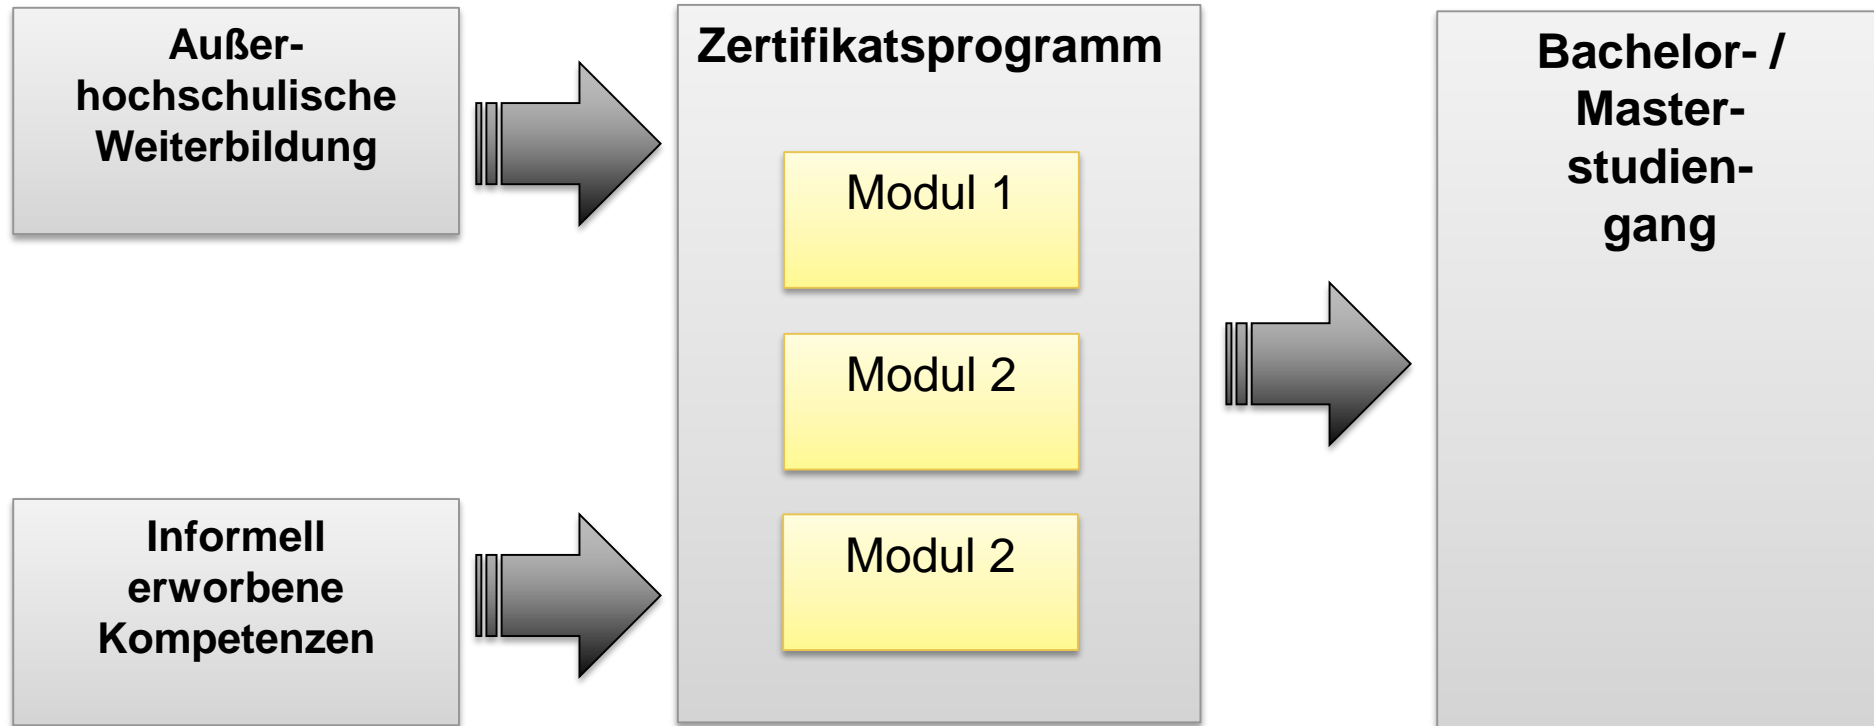 Außer-
hochschulische
Weiterbildung
Informell
erworbene
Kompetenzen
Zertifikatsprogramm
Modul 1
Modul 2
Modul 2
Bachelor- /
Master-
studien-
gang